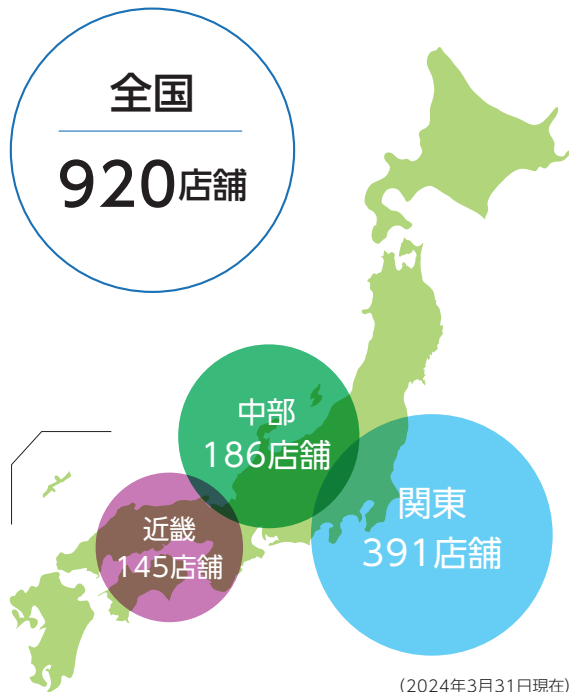 全国
920店舗
中部
186店舗
関東
391店舗
近畿
145店舗
(2024年3月31日現在)